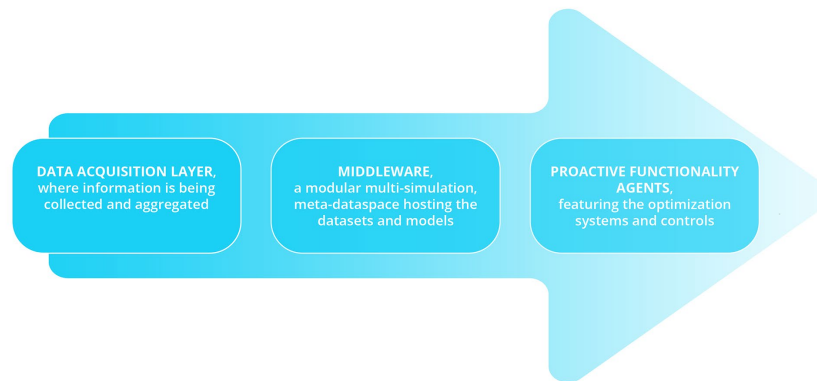 DATA ACQUISITION LAYER,
where information is being
collected and aggregated
MIDDLEWARE,
a modular multi-simulation,
meta-dataspace hosting the
datasets and models
PROACTIVE FUNCTIONALITY
AGENTS,
featuring the optimization
systems and controls